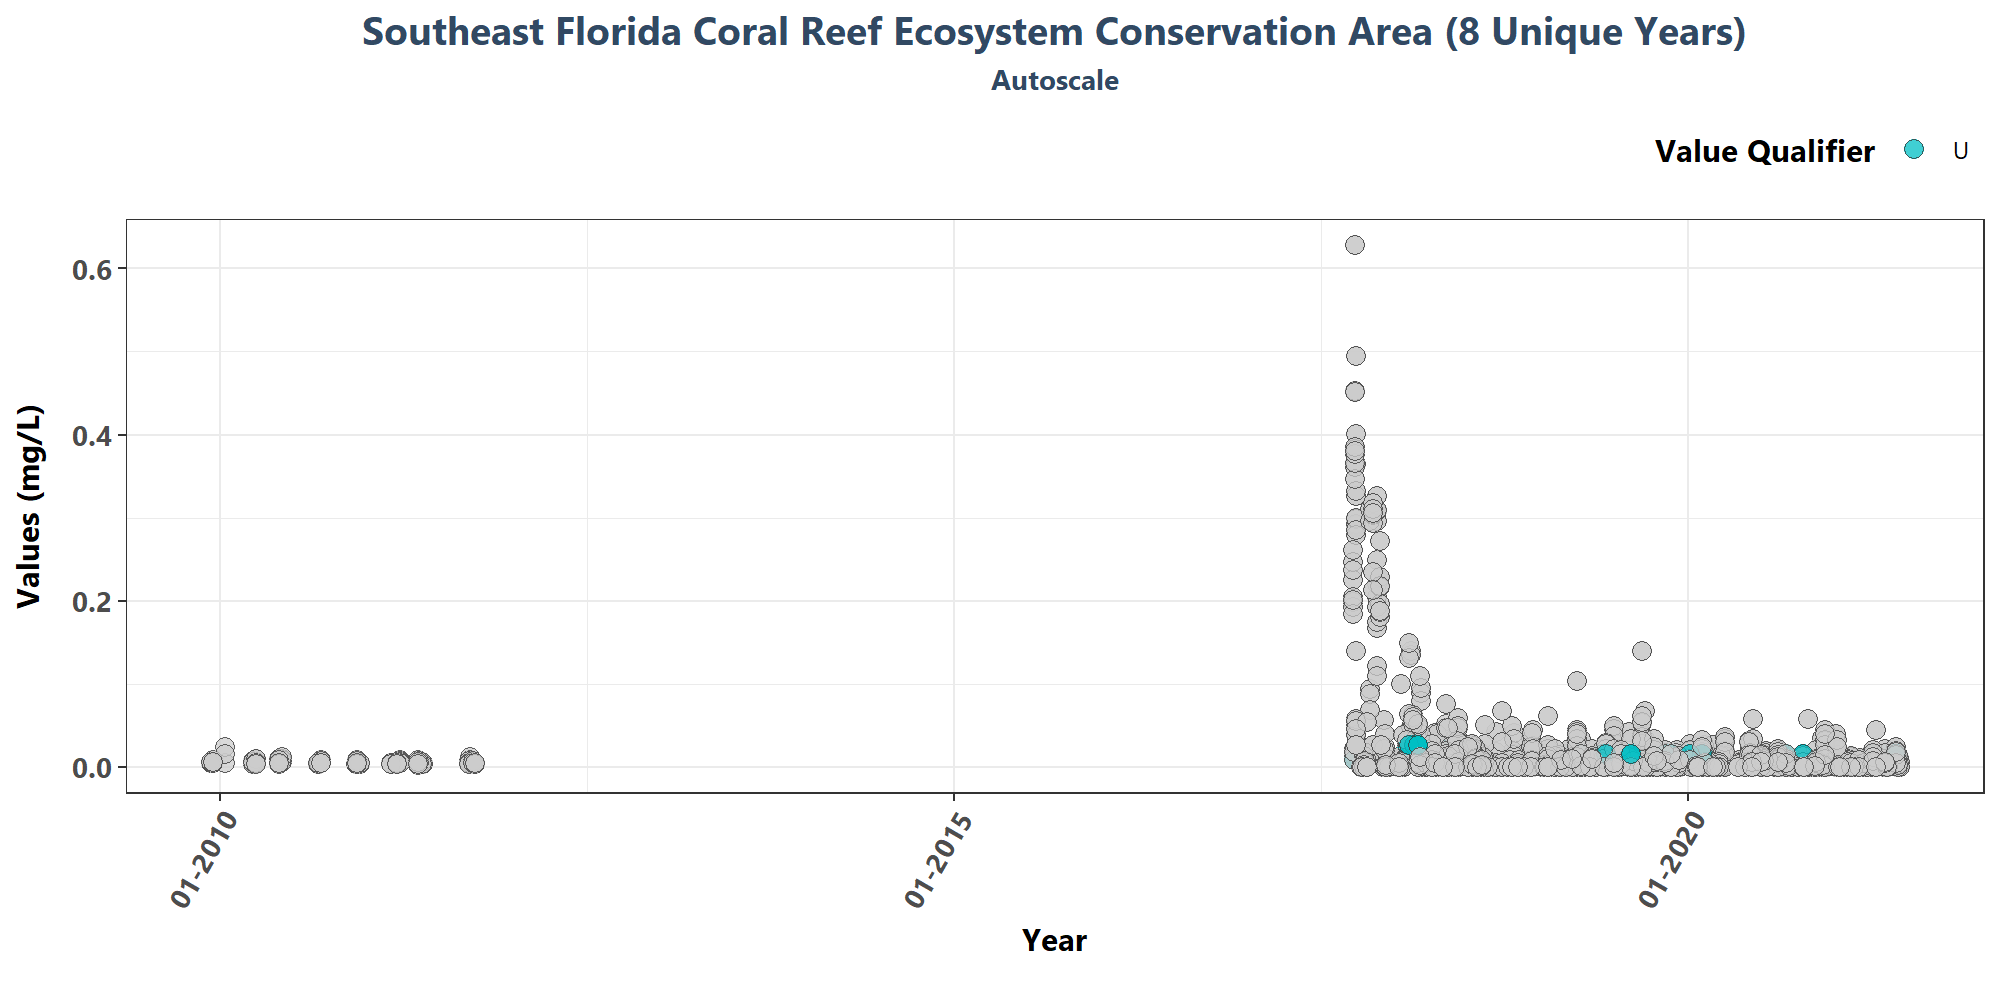 Southeast Florida Coral Reef Ecosystem Conservation Area (8 Unique Years)
Autoscale
Value Qualifier U
Values (mg/L)
0.6
0.4
0.2
0.0
01-2010
01-2015
01-2020
Year